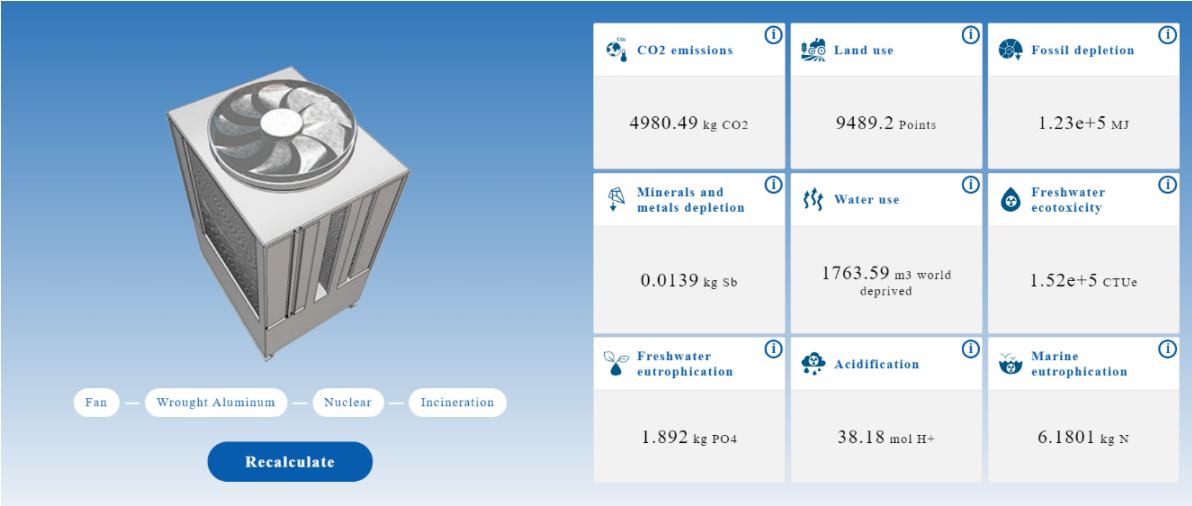 CO2 emissions
4980.49 kg CO2
Land use
9489.2 Points
Fossil depletion
1.23e+5 MJ
Minerals and
metals depletion
0.0139 kg Sb
Water use
1763.59 m3 world
deprived
Freshwater
ecotoxicity
1.52e+5 CTUe
Freshwater
eutrophication
1.892 kg PO4
Acidification
38.18 mol H+
Marine
eutrophication
6.1801 kg N
Fan — Wrought Aluminum — Nuclear — Incineration
Recalculate